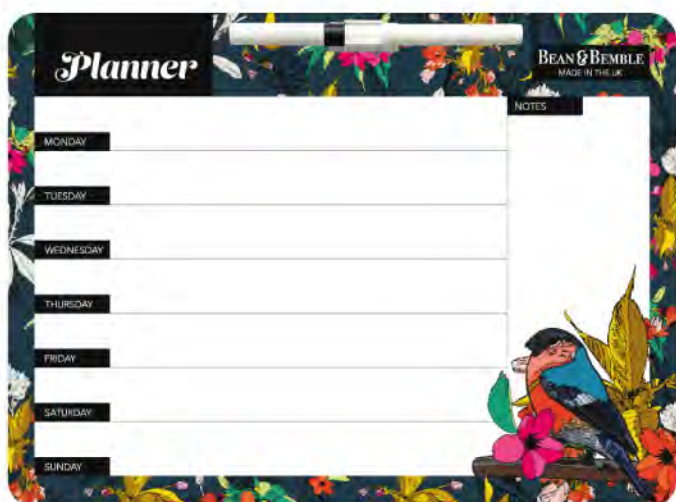 Planner
BEAN & BEMBLE
MADE IN THE UK
NOTES
MONDAY
TUESDAY
WEDNESDAY
THURSDAY
FRIDAY
SATURDAY
SUNDAY